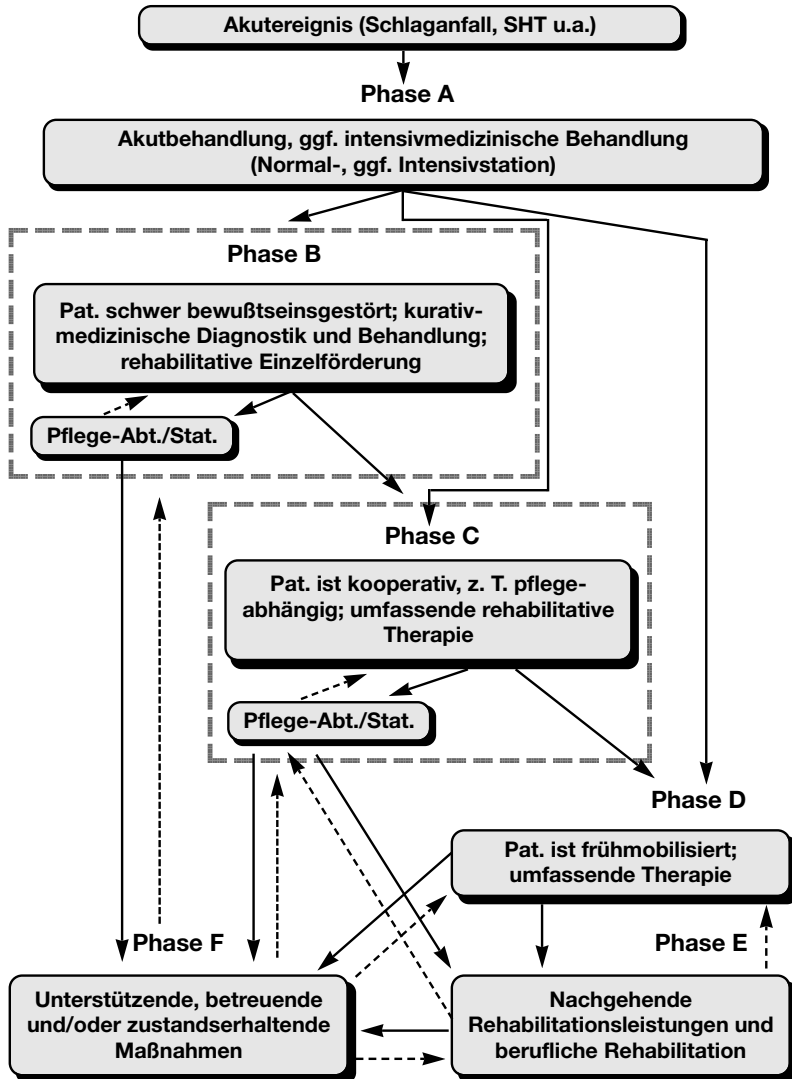 Akutereignis (Schlaganfall, SHT u.a.)
Phase A
Akutbehandlung, ggf. intensivmedizinische Behandlung
(Normal-, ggf. Intensivstation)
Phase B
Pat. schwer bewußtseinsgestört; kurativ-
medizinische Diagnostik und Behandlung;
rehabilitative Einzelförderung
Pflege-Abt./Stat.
Phase C
Pat. ist kooperativ, z. T. pflege-
abhängig; umfassende rehabilitative
Therapie
Pflege-Abt./Stat.
Phase D
Pat. ist frühmobilisiert;
umfassende Therapie
Phase F
Unterstützende, betreuende
und/oder zustandserhaltende
Maßnahmen
Phase E
Nachgehende
Rehabilitationsleistungen und
berufliche Rehabilitation